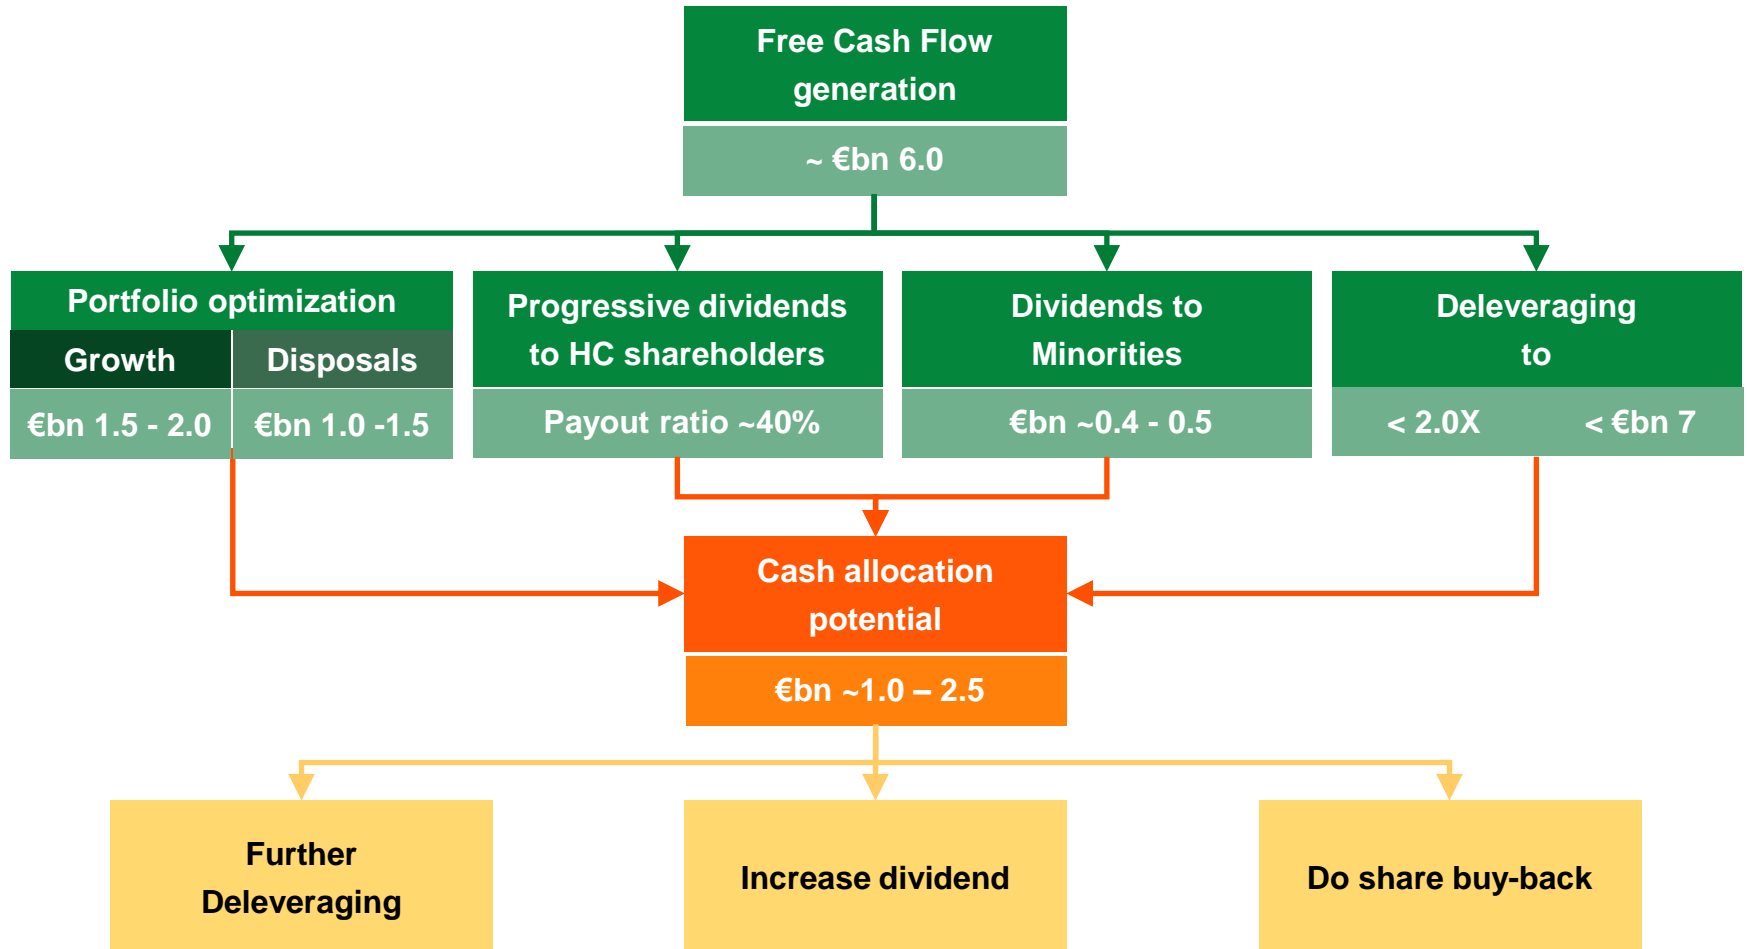 Free Cash Flow
generation
~ €bn 6.0
Portfolio optimization
Growth
Disposals
€bn 1.5 - 2.0
€bn 1.0 -1.5
Progressive dividends
to HC shareholders
Payout ratio ~40%
Dividends to
Minorities
€bn ~0.4 - 0.5
Deleveraging
to
< 2.0X
< €bn 7
Cash allocation
potential
€bn ~1.0 – 2.5
Further
Deleveraging
Increase dividend
Do share buy-back